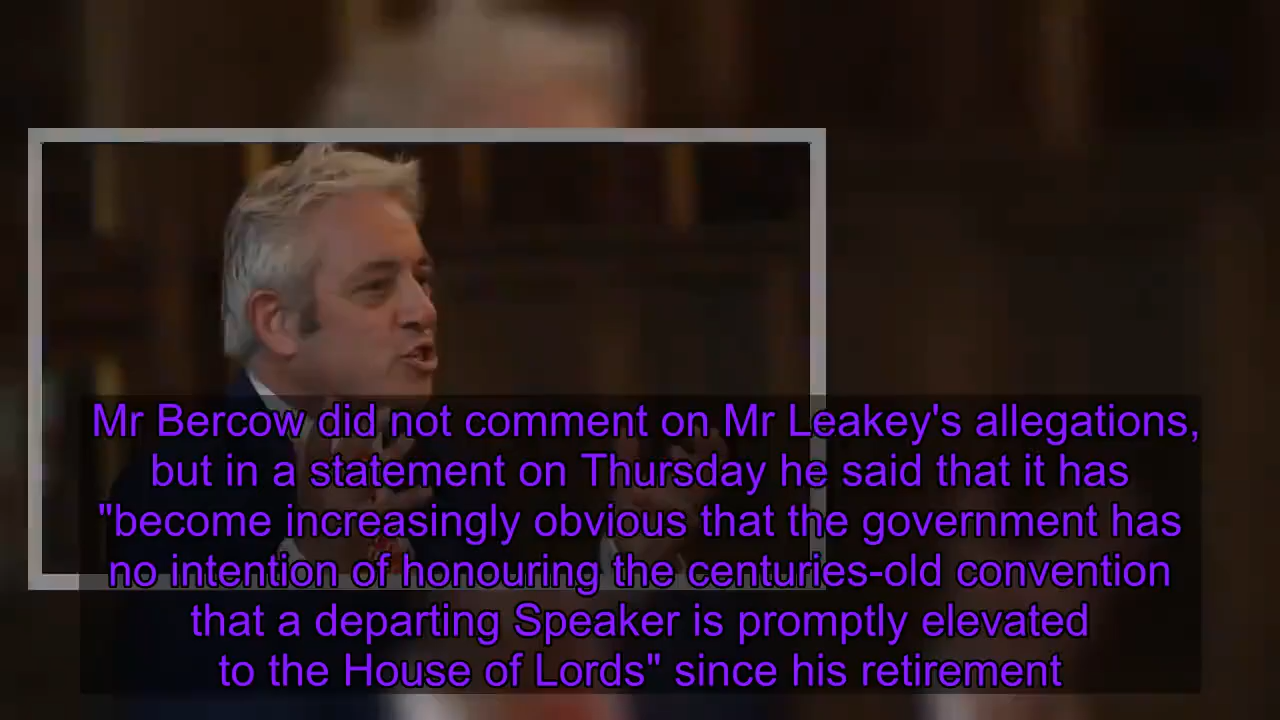 Mr Bercow did not comment on Mr Leakey's allegations,
but in a statement on Thursday he said that it has
"become increasingly obvious that the government has
no intention of honouring the centuries-old convention
that a departing Speaker is promptly elevated
to the House of Lords" since his retirement